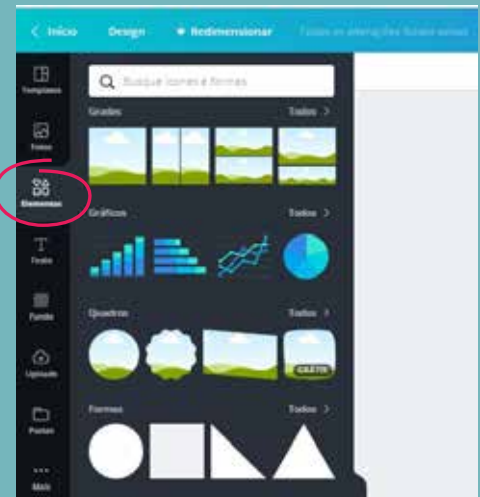 < Início Design Redimensionar
Templates
Busque ícones e formas
Grades Todos >
Fotos
Elementos
Gráficos Todos >
Texto
Fundo
Quadros Todos >
Uploads
GRÁTIS
Pastas
Formas Todos >
Mais